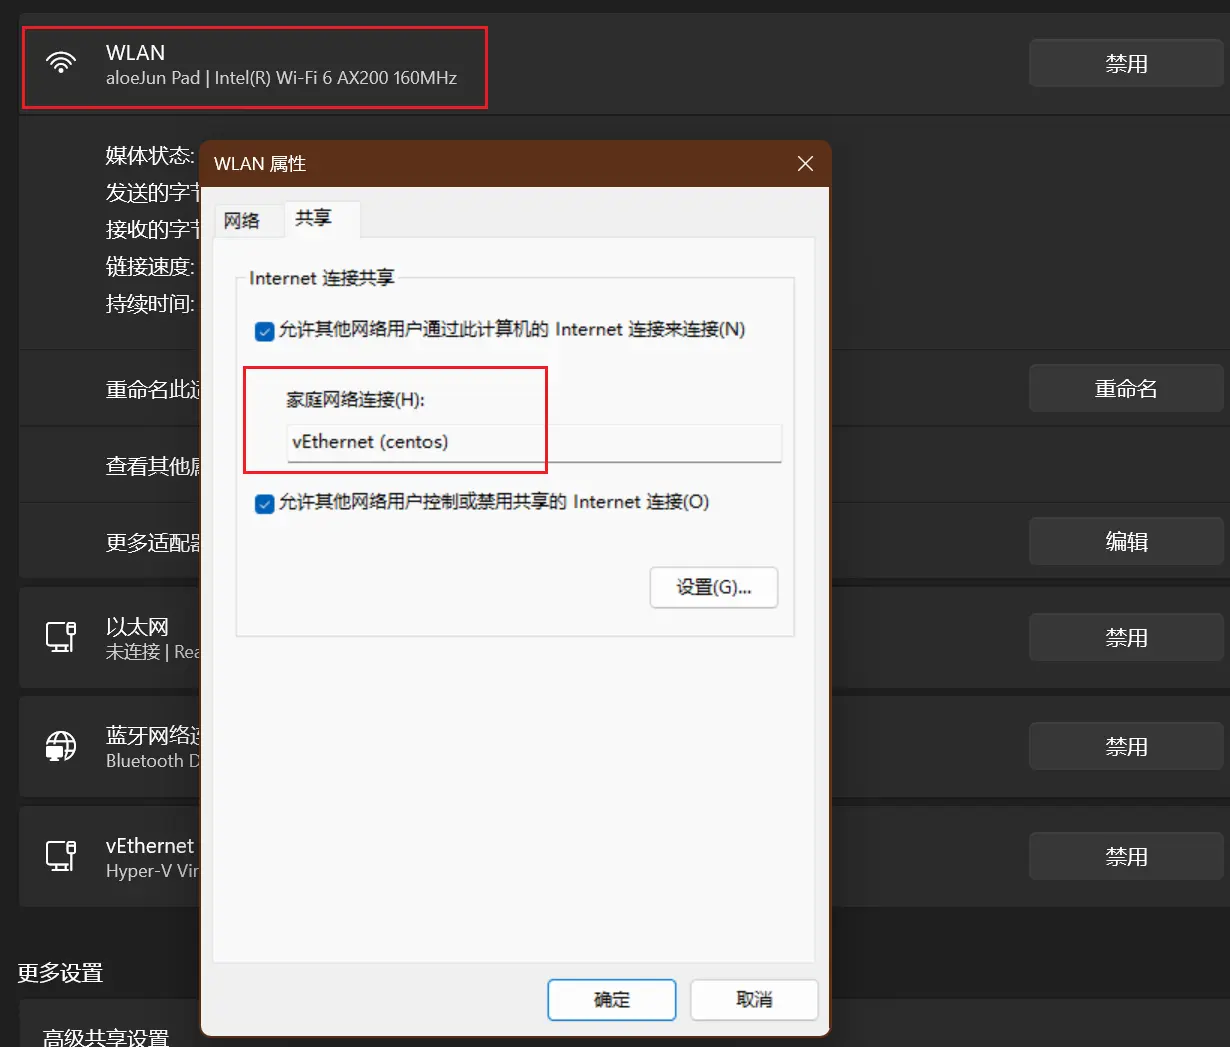 WLAN
aloeJun Pad | Intel(R) Wi-Fi 6 AX200 160MHz
禁用
媒体状态:
发送的字节
接收的字节
链接速度:
持续时间:
WLAN 属性
网络
共享
Internet 连接共享
允许其他网络用户通过此计算机的 Internet 连接来连接(N)
家庭网络连接(H):
vEthernet (centos)
允许其他网络用户控制或禁用共享的 Internet 连接(O)
设置(G)...
确定
取消
重命名此适
重命名
查看其他属
更多适配器
编辑
以太网
未连接 | Rea
禁用
蓝牙网络连
Bluetooth D
禁用
vEthernet
Hyper-V Vir
禁用
更多设置
高级共享设置